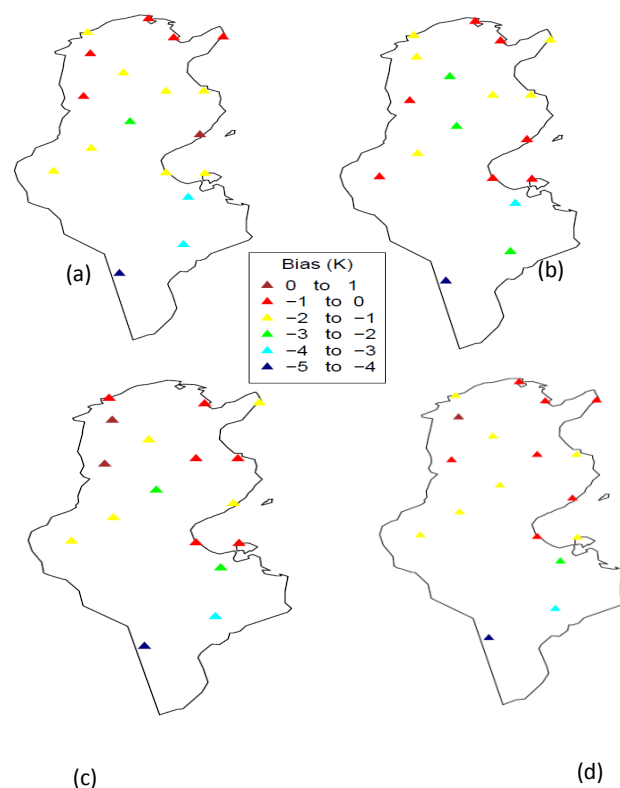 (a)
(b)
Bias (K)
0 to 1
−1 to 0
−2 to −1
−3 to −2
−4 to −3
−5 to −4
(c)
(d)